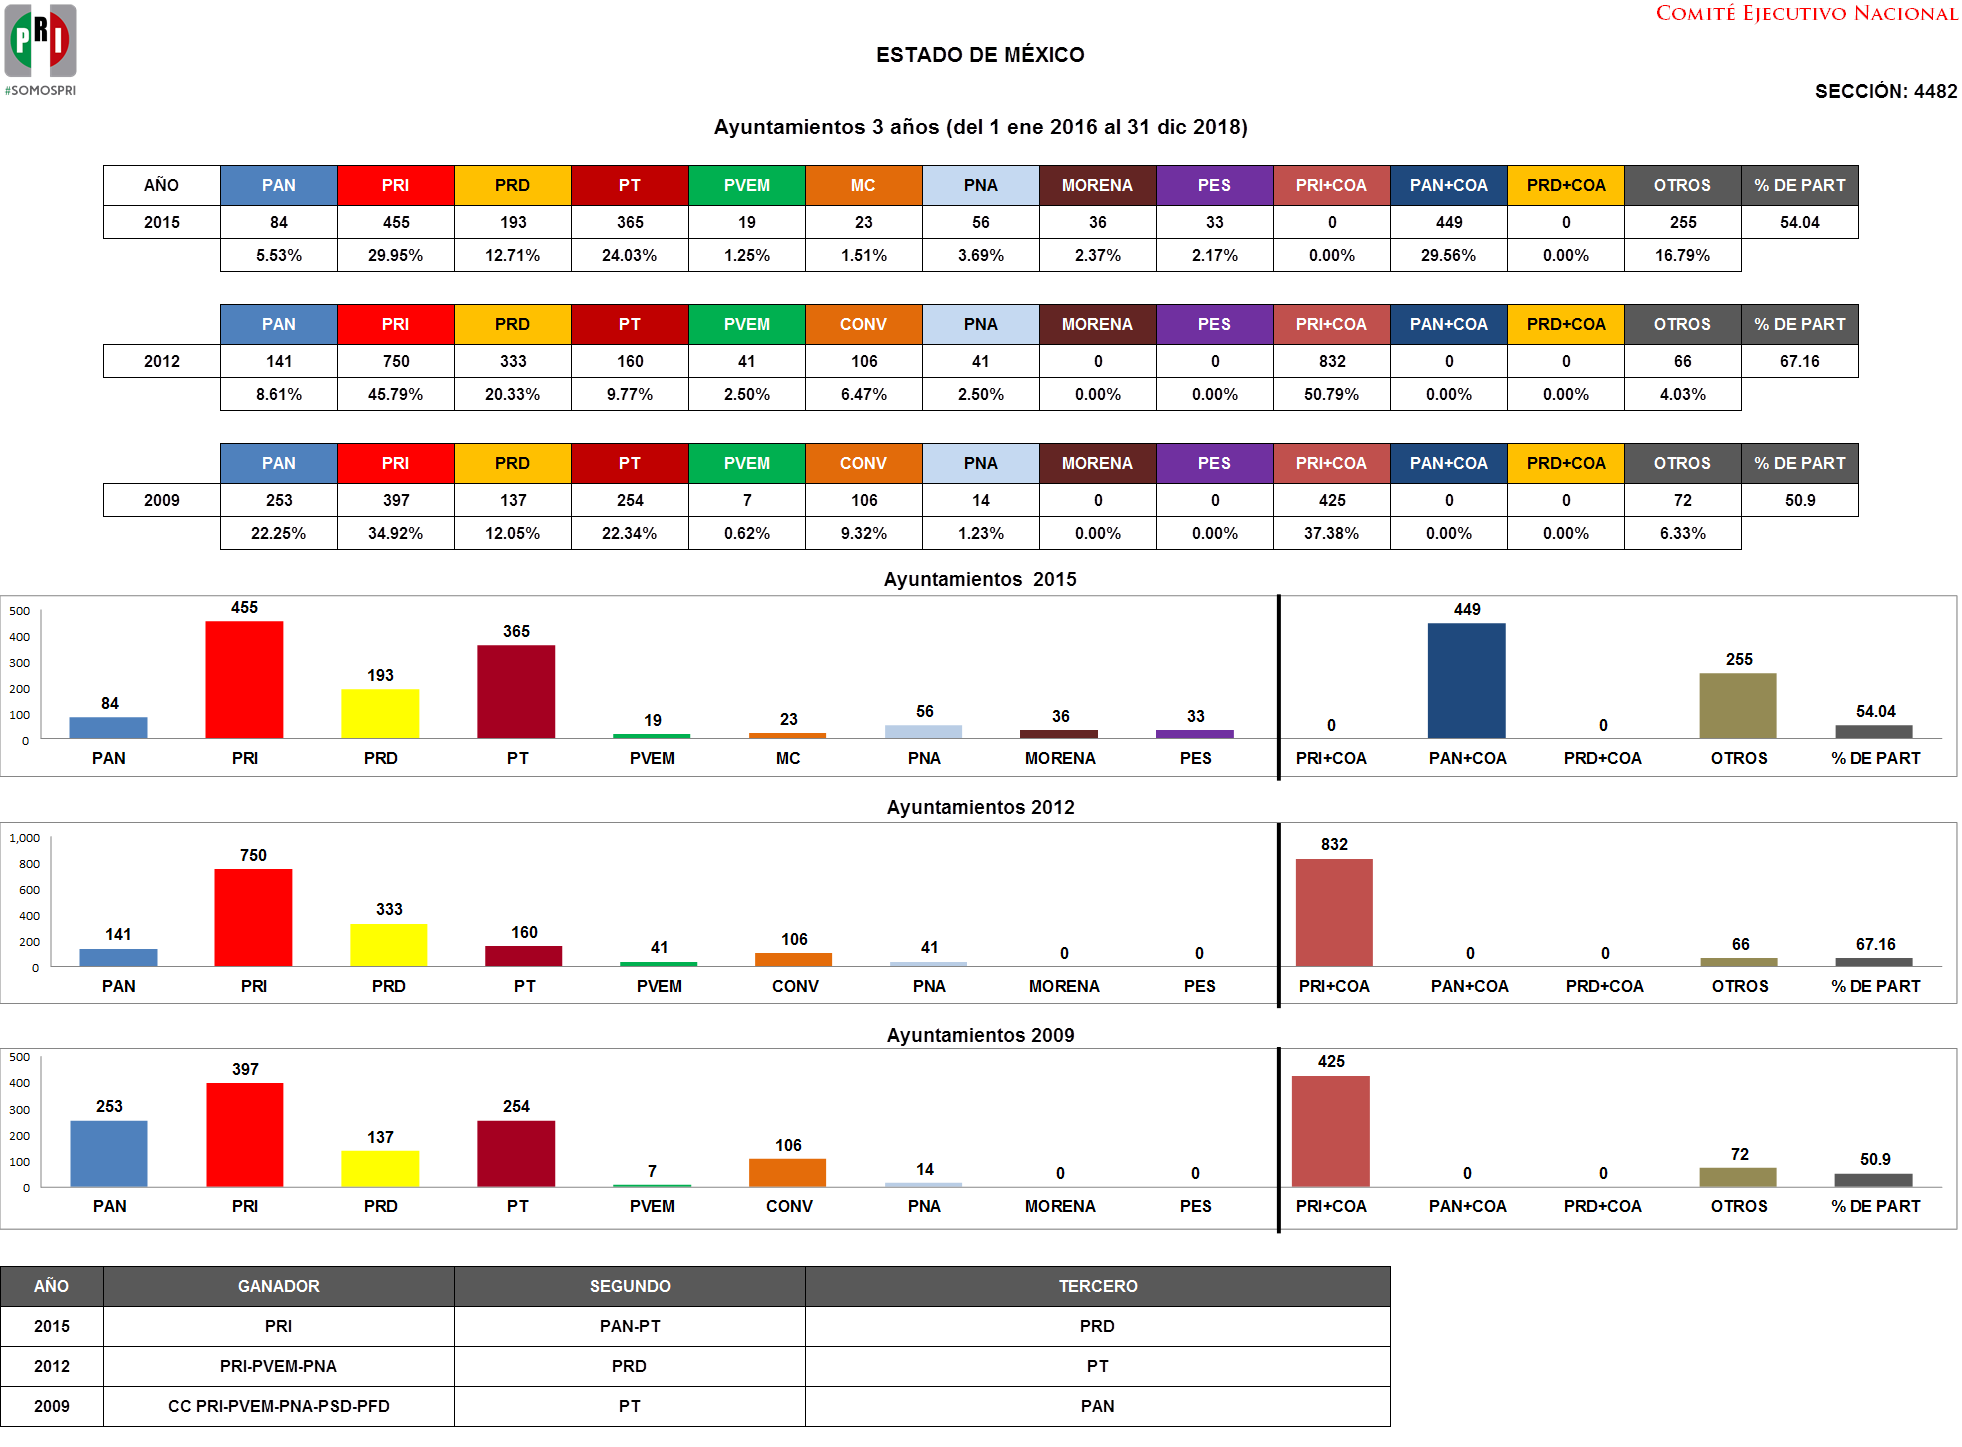 PRI
#SOMOSPRI
COMITÉ EJECUTIVO NACIONAL
ESTADO DE MÉXICO
SECCIÓN: 4482
Ayuntamientos 3 años (del 1 ene 2016 al 31 dic 2018)
AÑO PAN PRI PRD PT PVEM MC PNA MORENA PES PRI+COA PAN+COA PRD+COA OTROS % DE PART
2015 84 455 193 365 19 23 56 36 33 0 449 0 255 54.04
5.53% 29.95% 12.71% 24.03% 1.25% 1.51% 3.69% 2.37% 2.17% 0.00% 29.56% 0.00% 16.79%
PAN PRI PRD PT PVEM CONV PNA MORENA PES PRI+COA PAN+COA PRD+COA OTROS % DE PART
2012 141 750 333 160 41 106 41 0 0 832 0 0 66 67.16
8.61% 45.79% 20.33% 9.77% 2.50% 6.47% 2.50% 0.00% 0.00% 50.79% 0.00% 0.00% 4.03%
PAN PRI PRD PT PVEM CONV PNA MORENA PES PRI+COA PAN+COA PRD+COA OTROS % DE PART
2009 253 397 137 254 7 106 14 0 0 425 0 0 72 50.9
22.25% 34.92% 12.05% 22.34% 0.62% 9.32% 1.23% 0.00% 0.00% 37.38% 0.00% 0.00% 6.33%
Ayuntamientos 2015
500
400
300
200
100
0
84 455 193 365 19 23 56 36 33 0 449 0 255 54.04
PAN PRI PRD PT PVEM MC PNA MORENA PES PRI+COA PAN+COA PRD+COA OTROS % DE PART
Ayuntamientos 2012
1,000
800
600
400
200
0
141 750 333 160 41 106 41 0 0 832 0 0 66 67.16
PAN PRI PRD PT PVEM CONV PNA MORENA PES PRI+COA PAN+COA PRD+COA OTROS % DE PART
Ayuntamientos 2009
500
400
300
200
100
0
253 397 137 254 7 106 14 0 0 425 0 0 72 50.9
PAN PRI PRD PT PVEM CONV PNA MORENA PES PRI+COA PAN+COA PRD+COA OTROS % DE PART
AÑO GANADOR SEGUNDO TERCERO
2015 PRI PAN-PT PRD
2012 PRI-PVEM-PNA PRD PT
2009 CC PRI-PVEM-PNA-PSD-PFD PT PAN